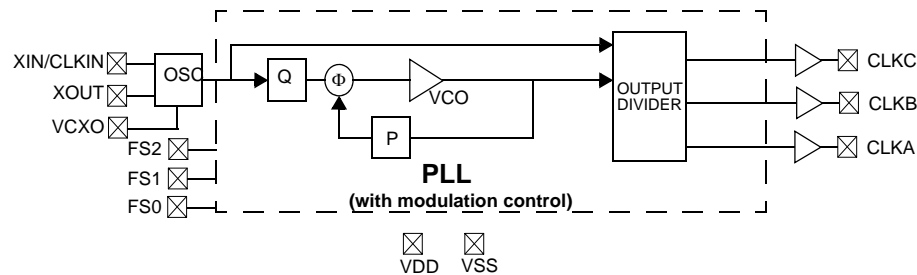 XIN/CLKIN
XOUT
VCXO
FS2
FS1
FS0
OSC
Q
Φ
VCO
P
PLL
(with modulation control)
OUTPUT
DIVIDER
CLKC
CLKB
CLKA
VDD
VSS